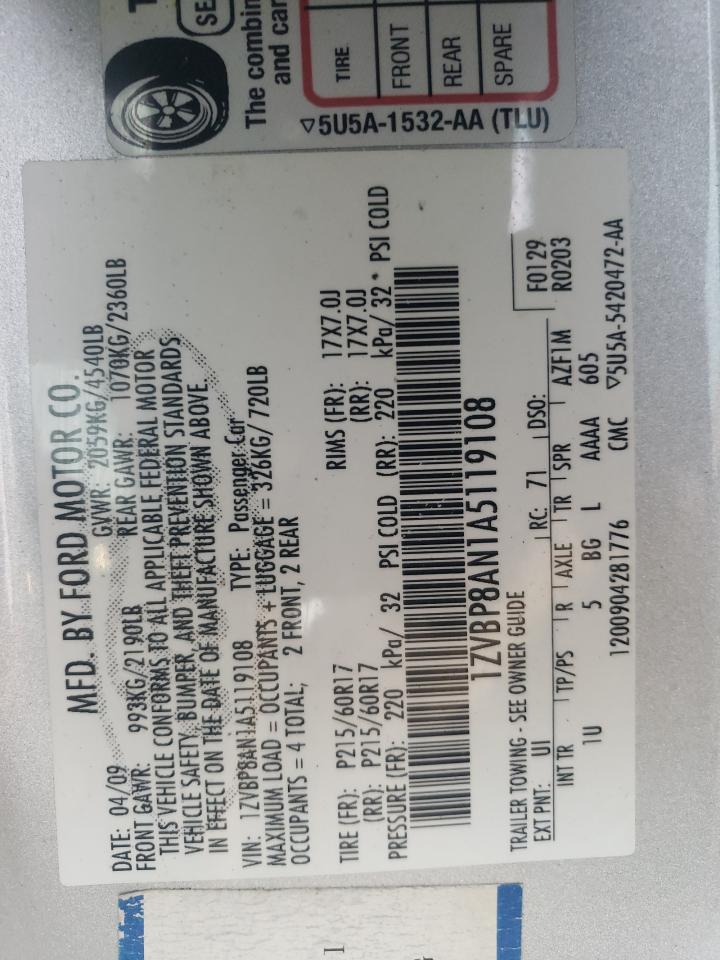 SE
The combin
and car
TIRE
FRONT
REAR
SPARE
▽5U5A-1532-AA (TLU)
MFD. BY FORD MOTOR CO.
DATE: 04/09 GVWR: 2059KG/4540LB
FRONT GAWR: 993KG/2190LB REAR GAWR: 1070KG/2360LB
THIS VEHICLE CONFORMS TO ALL APPLICABLE FEDERAL MOTOR
VEHICLE SAFETY, BUMPER, AND THEFT PREVENTION STANDARDS
IN EFFECT ON THE DATE OF MANUFACTURE SHOWN ABOVE.
VIN: 1ZVBP8AN1A5119108 TYPE: Passenger Car
MAXIMUM LOAD = OCCUPANTS + LUGGAGE = 326KG/720LB
OCCUPANTS = 4 TOTAL; 2 FRONT, 2 REAR
TIRE (FR): P215/60R17 RIMS (FR): 17X7.0J
(RR): P215/60R17 (RR): 17X7.0J
PRESSURE (FR): 220 kPa/ 32 PSI COLD (RR): 220 kPa/ 32 * PSI COLD
1ZVBP8AN1A5119108
TRAILER TOWING - SEE OWNER GUIDE
EXT PNT: UI RC: 71 DSO: F0129
R0203
INT TR TP/PS R AXLE TR SPR AZF1M
1U 5 BG L AAAA 605
1200904281776 CMC ▽5U5A-5420472-AA